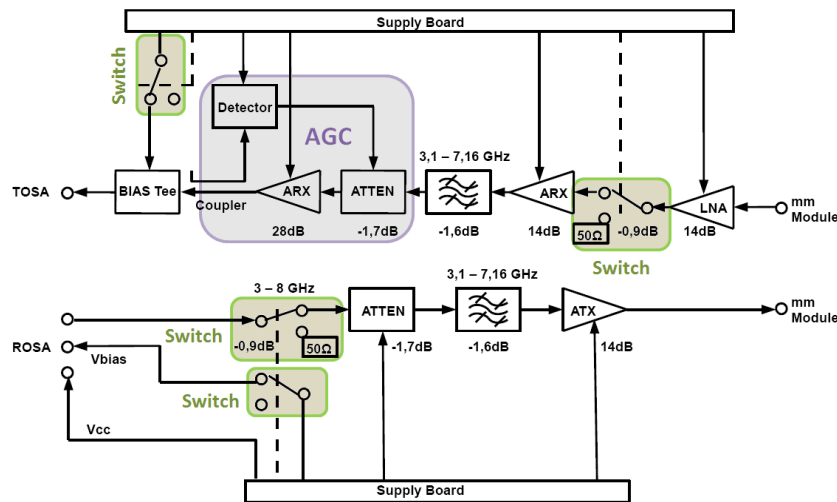 Supply Board
Switch
Detector
AGC
3,1 – 7,16 GHz
TOSA
BIAS Tee
Coupler
ARX
ATTEN
ARX
LNA
mm
Module
28dB
-1,7dB
-1,6dB
14dB
50Ω
-0,9dB
14dB
Switch
3 – 8 GHz
3,1 – 7,16 GHz
ATTEN
ATX
mm
Module
Switch
-0,9dB
50Ω
-1,7dB
-1,6dB
14dB
ROSA
Vbias
Switch
Vcc
Supply Board